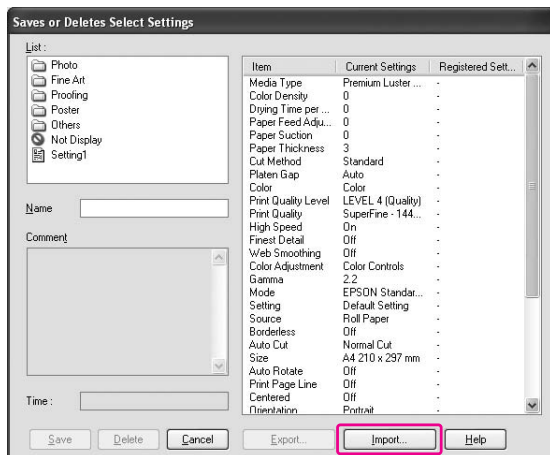 Saves or Deletes Select Settings
List :
Photo
Fine Art
Proofing
Poster
Others
Not Display
Setting1
Name
Comment
Time :
Item Current Settings Registered Sett...
Media Type Premium Luster ... -
Color Density 0 -
Drying Time per ... 0 -
Paper Feed Adju... 0 -
Paper Suction 0 -
Paper Thickness 3 -
Cut Method Standard -
Platen Gap Auto -
Color Color -
Print Quality Level LEVEL 4 (Quality) -
Print Quality SuperFine - 144... -
High Speed On -
Finest Detail Off -
Web Smoothing Off -
Color Adjustment Color Controls -
Gamma 2.2 -
Mode EPSON Standar... -
Setting Default Setting -
Source Roll Paper -
Borderless Off -
Auto Cut Normal Cut -
Size A4 210 x 297 mm -
Auto Rotate Off -
Print Page Line Off -
Centered Off -
Orientation Portrait
Save Delete Cancel Export... Import... Help